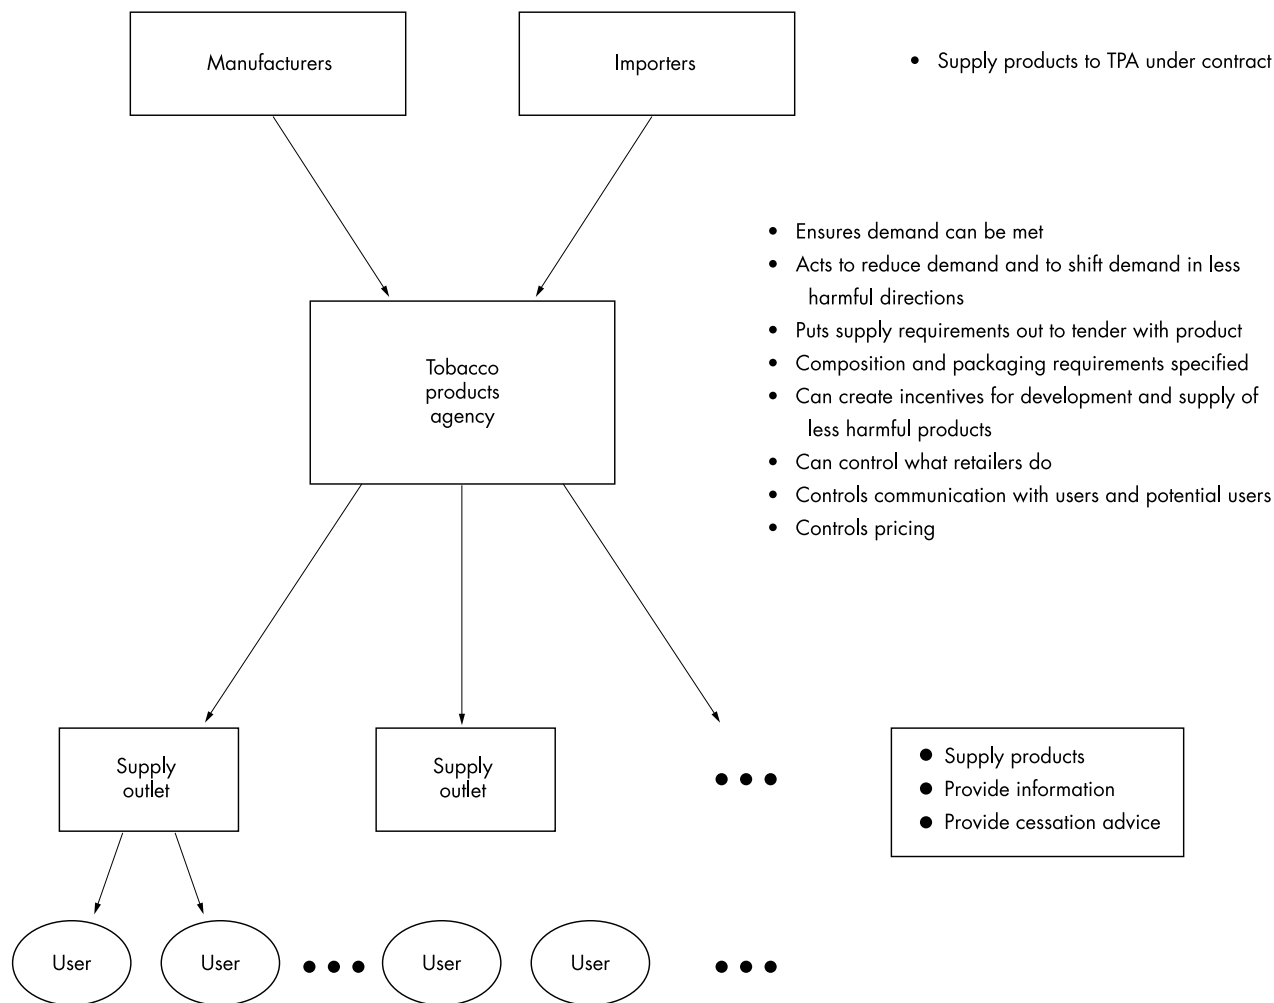 Manufacturers
Importers
• Supply products to TPA under contract
• Ensures demand can be met
• Acts to reduce demand and to shift demand in less
harmful directions
• Puts supply requirements out to tender with product
• Composition and packaging requirements specified
• Can create incentives for development and supply of
less harmful products
• Can control what retailers do
• Controls communication with users and potential users
• Controls pricing
Tobacco
products
agency
Supply
outlet
Supply
outlet
• • •
• Supply products
• Provide information
• Provide cessation advice
User
User
• • •
User
User
• • •